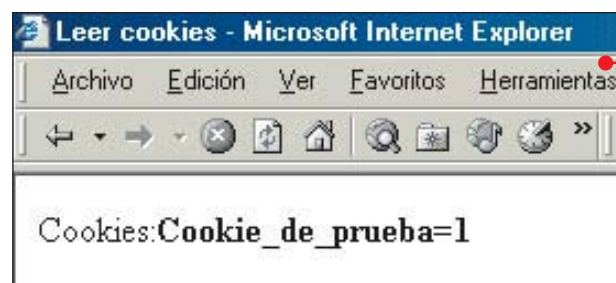 Leer cookies - Microsoft Internet Explorer
Archivo Edición Ver Favoritos Herramientas
Cookies:Cookie_de_prueba=1